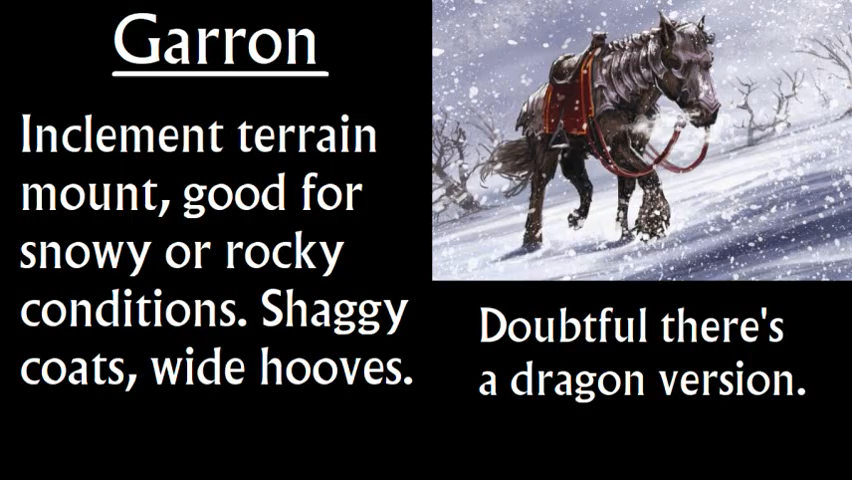 Garron
Inclement terrain
mount, good for
snowy or rocky
conditions. Shaggy
coats, wide hooves.
Doubtful there's
a dragon version.